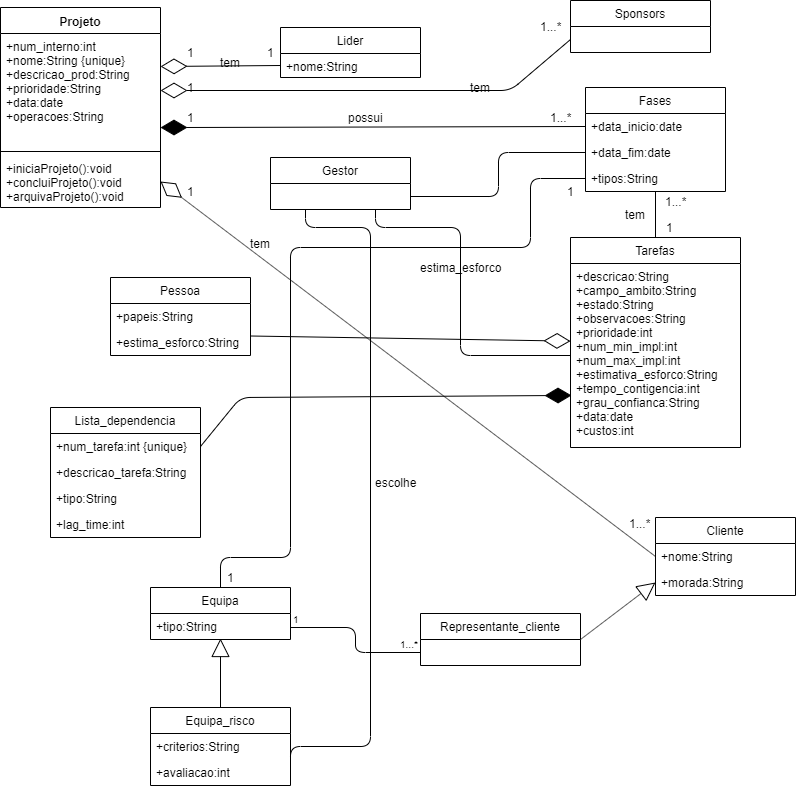 Projeto
+num_interno:int
+nome:String {unique}
+descricao_prod:String
+prioridade:String
+data:date
+operacoes:String
+iniciaProjeto():void
+concluiProjeto():void
+arquivaProjeto():void
1
tem
1
Lider
+nome:String
1
tem
1...*
Sponsors
1
possui
1...*
Fases
+data_inicio:date
+data_fim:date
+tipos:String
1
1...*
tem
1
Gestor
1
tem
estima_esforco
Tarefas
+descricao:String
+campo_ambito:String
+estado:String
+observacoes:String
+prioridade:int
+num_min_impl:int
+num_max_impl:int
+estimativa_esforco:String
+tempo_contigencia:int
+grau_confianca:String
+data:date
+custos:int
Pessoa
+papeis:String
+estima_esforco:String
Lista_dependencia
+num_tarefa:int {unique}
+descricao_tarefa:String
+tipo:String
+lag_time:int
escolhe
1...*
Cliente
+nome:String
+morada:String
1
Equipa
+tipo:String
1
1...*
Representante_cliente
Equipa_risco
+criterios:String
+avaliacao:int